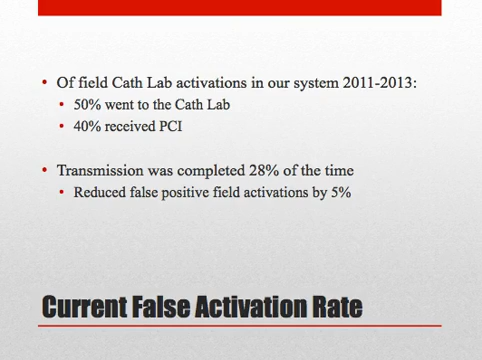 Of field Cath Lab activations in our system 2011-2013:
50% went to the Cath Lab
40% received PCI
Transmission was completed 28% of the time
Reduced false positive field activations by 5%
Current False Activation Rate